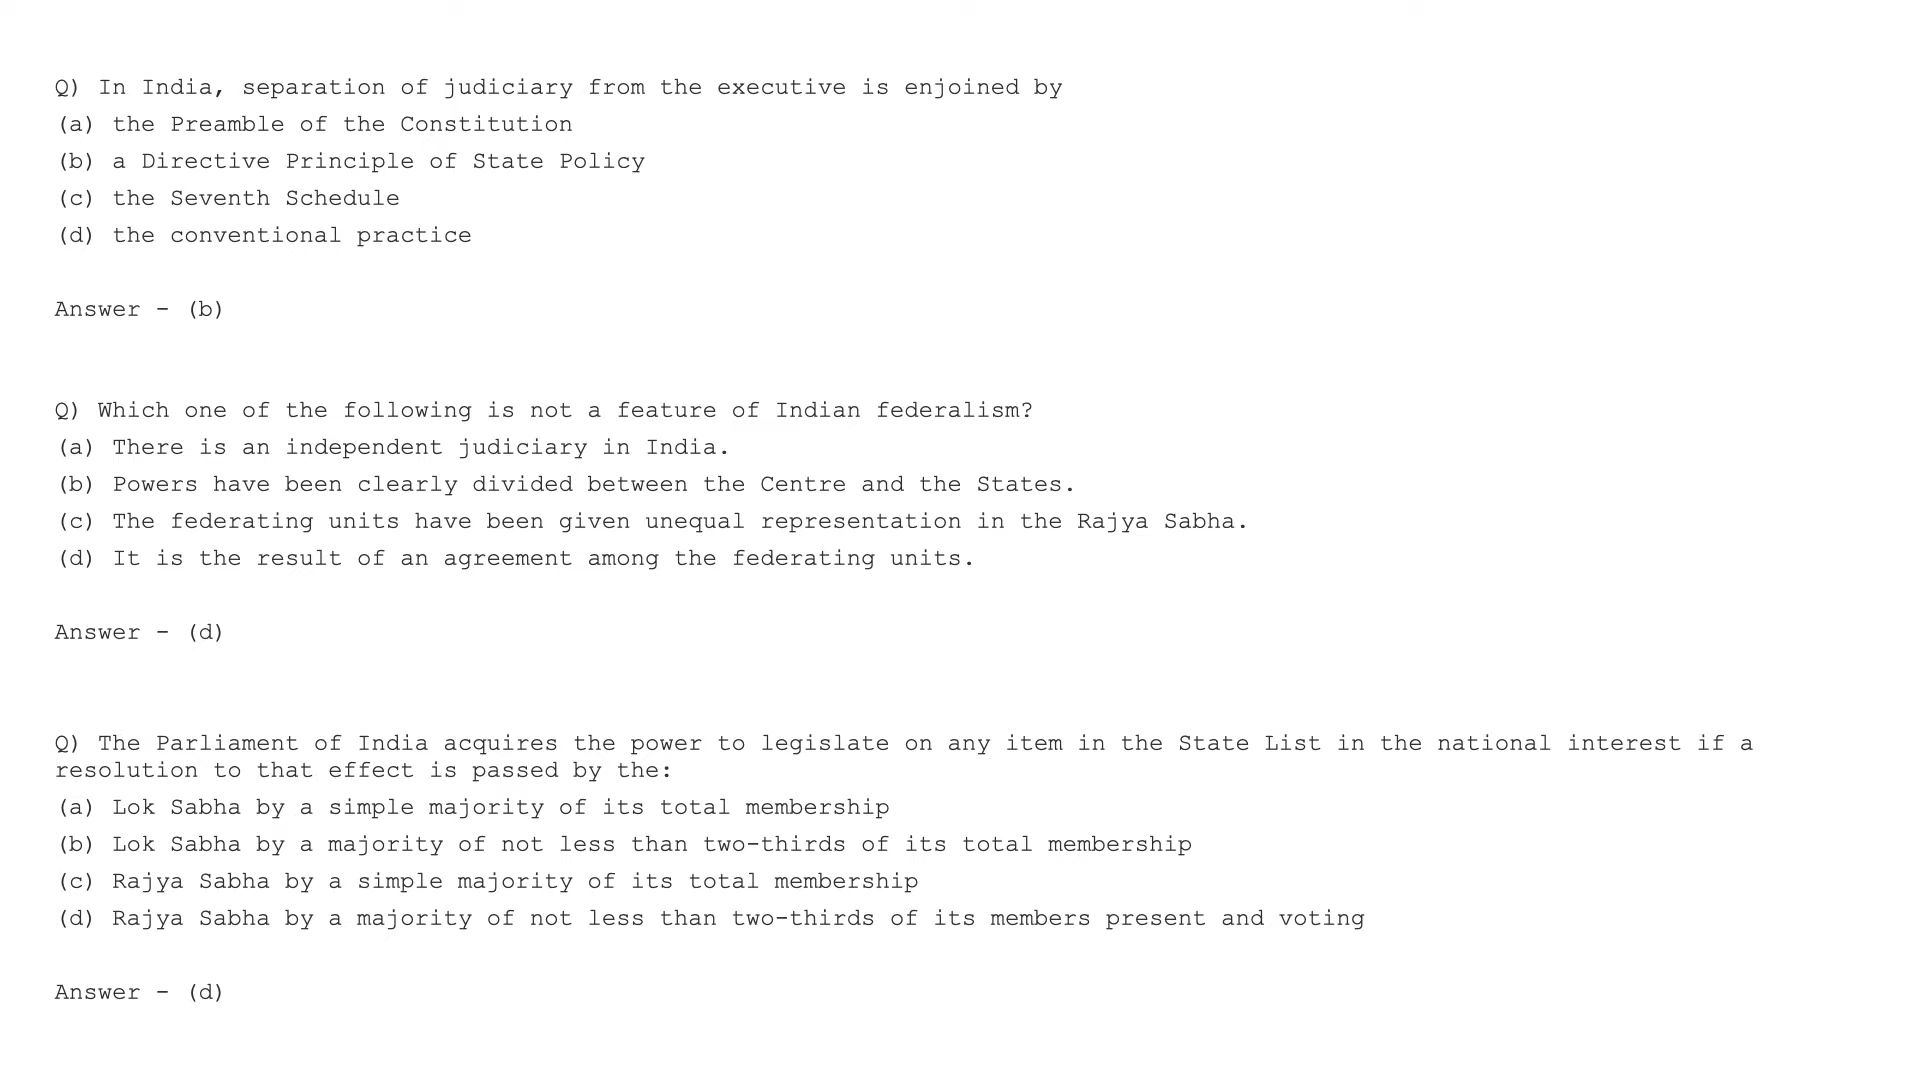 Q) In India, separation of judiciary from the executive is enjoined by
(a) the Preamble of the Constitution
(b) a Directive Principle of State Policy
(c) the Seventh Schedule
(d) the conventional practice
Answer - (b)
Q) Which one of the following is not a feature of Indian federalism?
(a) There is an independent judiciary in India.
(b) Powers have been clearly divided between the Centre and the States.
(c) The federating units have been given unequal representation in the Rajya Sabha.
(d) It is the result of an agreement among the federating units.
Answer - (d)
Q) The Parliament of India acquires the power to legislate on any item in the State List in the national interest if a
resolution to that effect is passed by the:
(a) Lok Sabha by a simple majority of its total membership
(b) Lok Sabha by a majority of not less than two-thirds of its total membership
(c) Rajya Sabha by a simple majority of its total membership
(d) Rajya Sabha by a majority of not less than two-thirds of its members present and voting
Answer - (d)